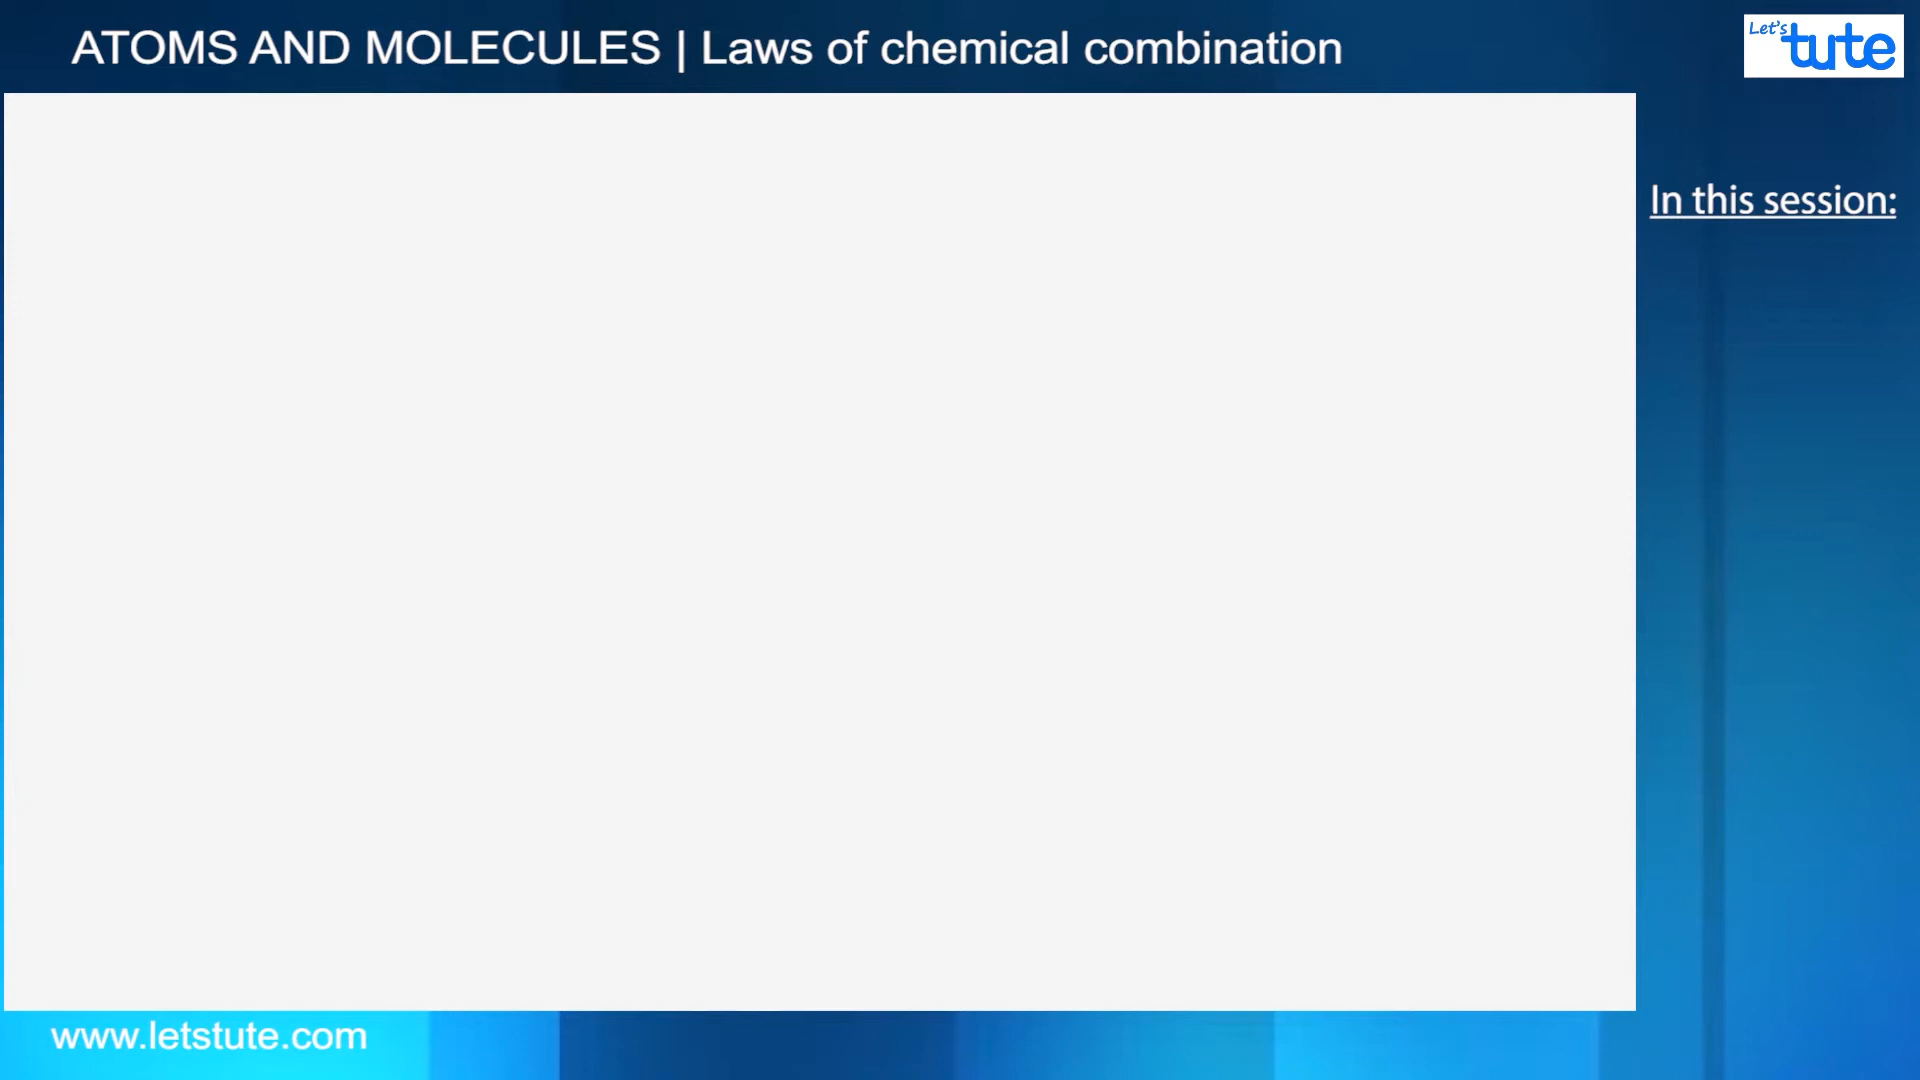 ATOMS AND MOLECULES | Laws of chemical combination
Let's tute
In this session:
www.letstute.com